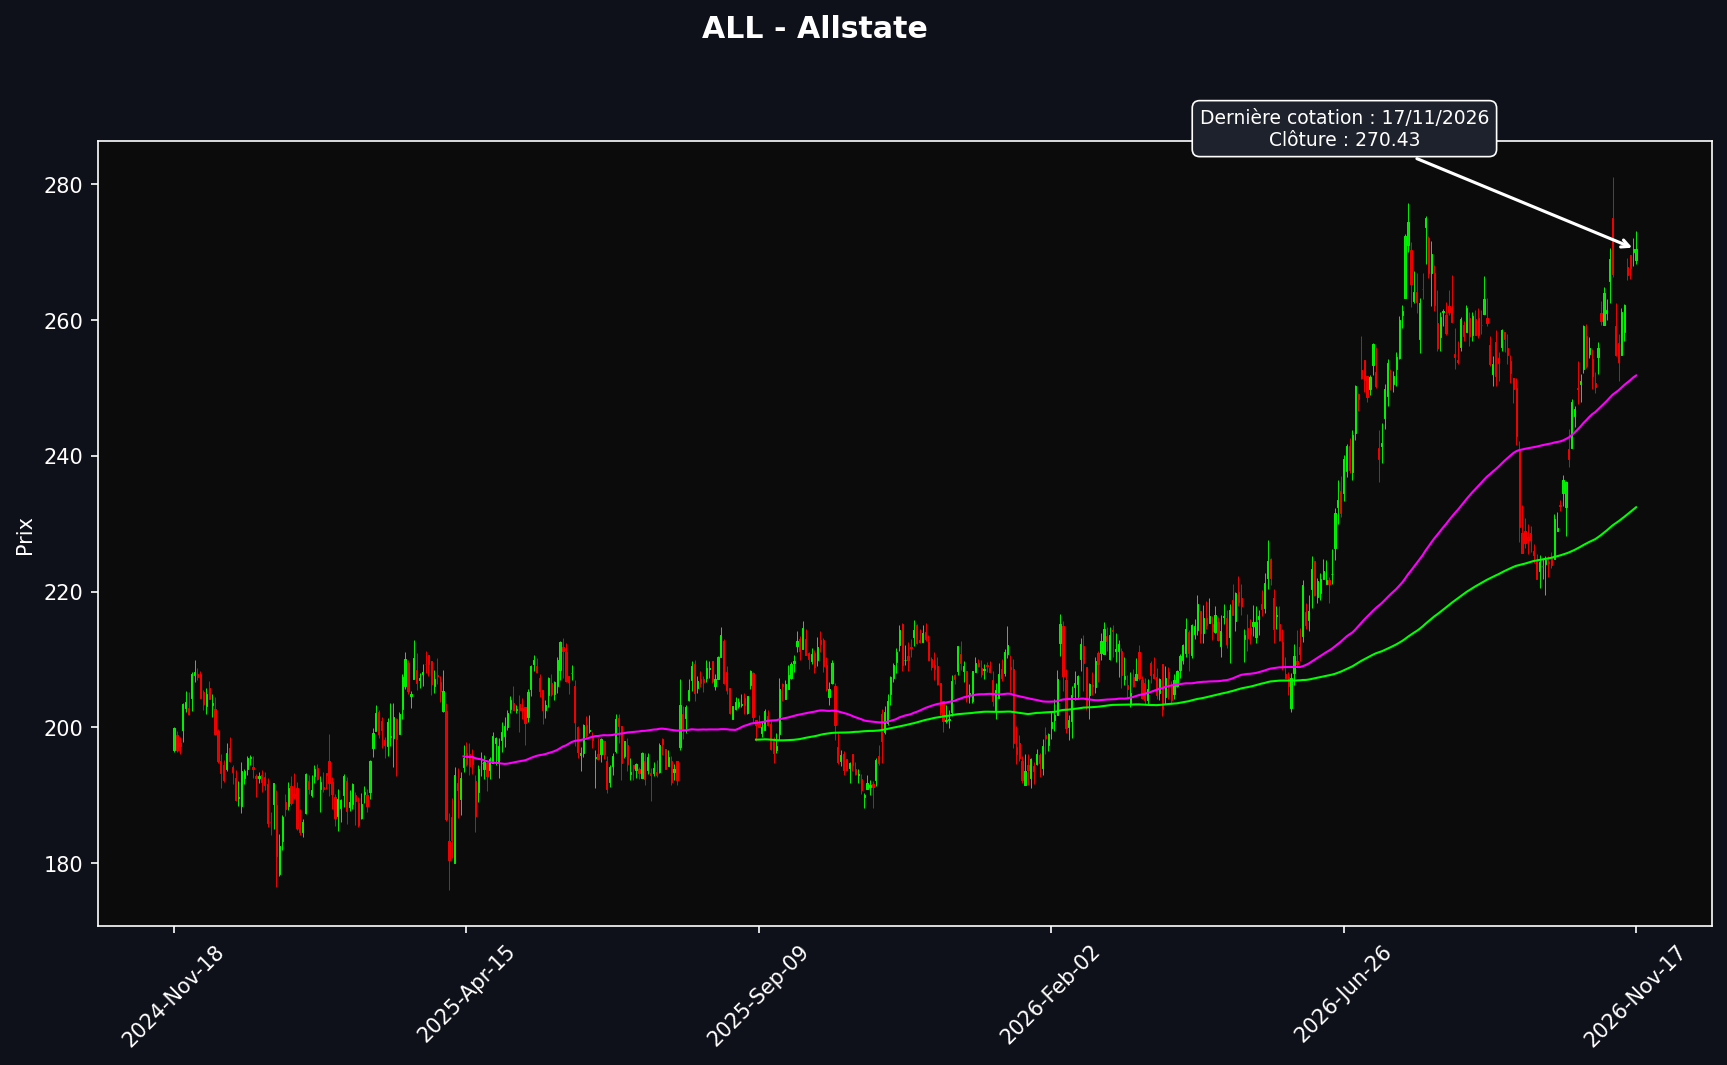 ALL - Allstate
Dernière cotation : 17/11/2026
Clôture : 270.43
280
260
240
220
200
180
Prix
2024-Nov-18
2025-Apr-15
2025-Sep-09
2026-Feb-02
2026-Jun-26
2026-Nov-17